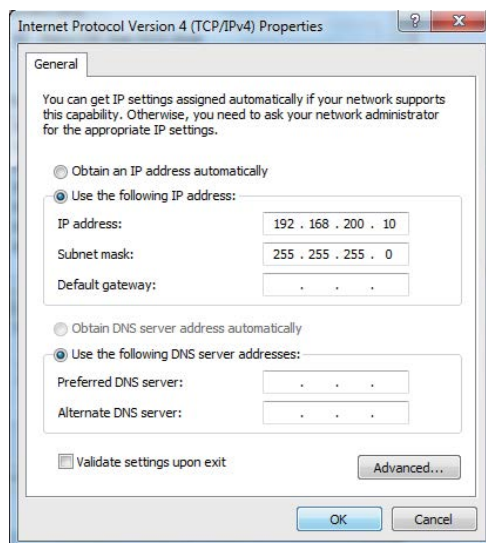 Internet Protocol Version 4 (TCP/IPv4) Properties
General
You can get IP settings assigned automatically if your network supports
this capability. Otherwise, you need to ask your network administrator
for the appropriate IP settings.
Obtain an IP address automatically
Use the following IP address:
IP address: 192 . 168 . 200 . 10
Subnet mask: 255 . 255 . 255 . 0
Default gateway: . . .
Obtain DNS server address automatically
Use the following DNS server addresses:
Preferred DNS server: . . .
Alternate DNS server: . . .
Validate settings upon exit
Advanced...
OK Cancel